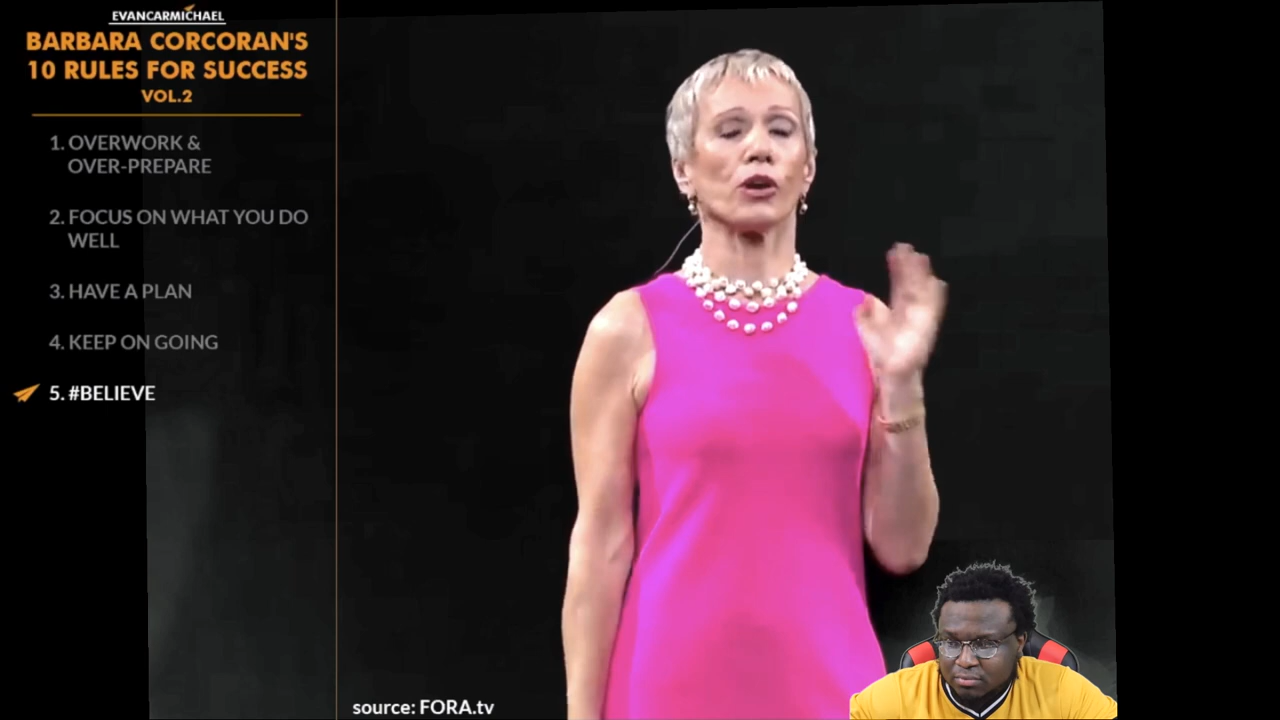 EVANCARMICHAEL
BARBARA CORCORAN'S
10 RULES FOR SUCCESS
VOL.2
1. OVERWORK &
OVER-PREPARE
2. FOCUS ON WHAT YOU DO
WELL
3. HAVE A PLAN
4. KEEP ON GOING
5. #BELIEVE
source: FORA.tv